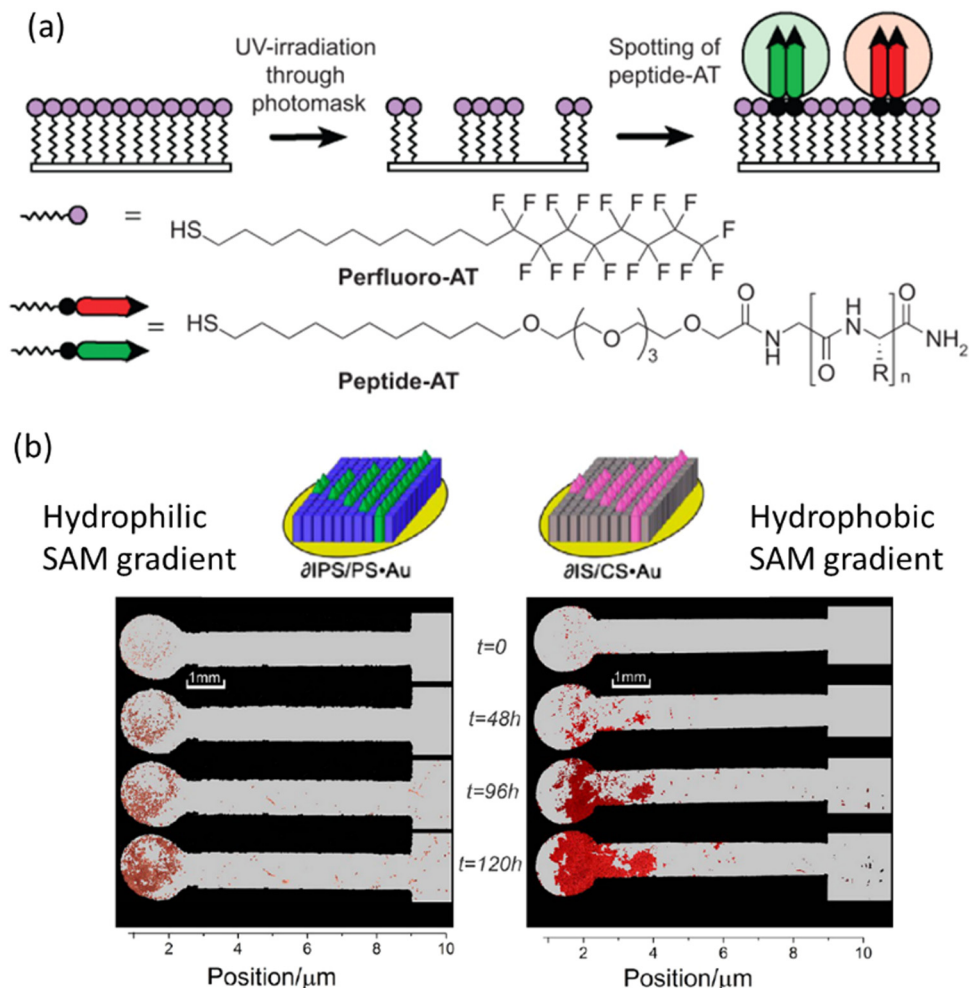 (a)
UV-irradiation
through
photomask
Spotting of
peptide-AT
=
HS
F F F F F F F F
F
F F F F F F F F
Perfluoro-AT
=
HS
O
O
3
O
O
N
H
O
H
N
R
n
O
NH2
Peptide-AT
(b)
Hydrophilic
SAM gradient
∂IPS/PS•Au
∂IS/CS•Au
Hydrophobic
SAM gradient
t=0
1mm
1mm
t=48h
t=96h
t=120h
2 4 6 8 10
Position/μm
2 4 6 8 10
Position/μm